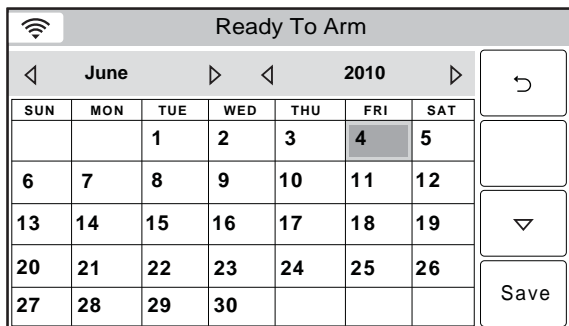 Ready To Arm
June 2010
SUN MON TUE WED THU FRI SAT
1 2 3 4 5
6 7 8 9 10 11 12
13 14 15 16 17 18 19
20 21 22 23 24 25 26
27 28 29 30
Save